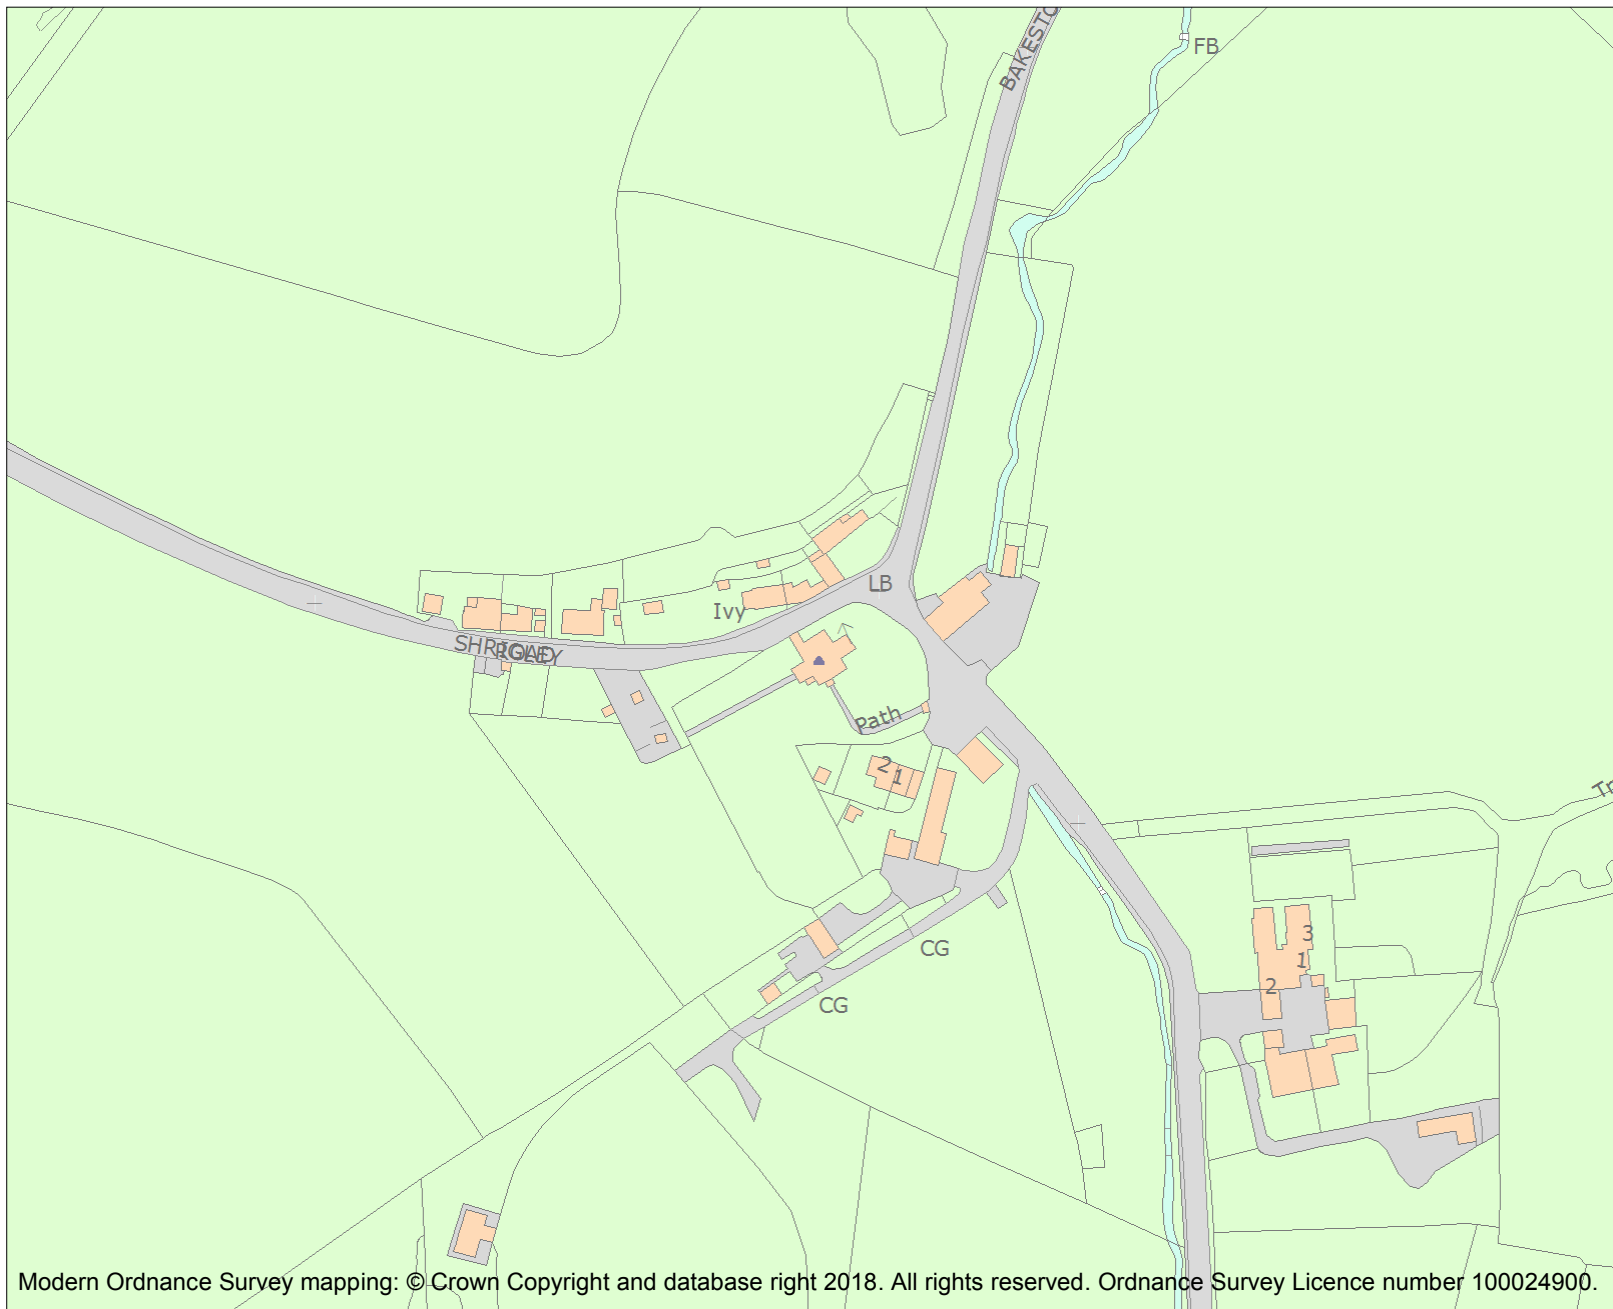 BAKESTO
FB
LB
Ivy
SHRIGLEY
ROAD
Path
2
1
Tr
3
1
2
CG
CG
Modern Ordnance Survey mapping: © Crown Copyright and database right 2018. All rights reserved. Ordnance Survey Licence number 100024900.